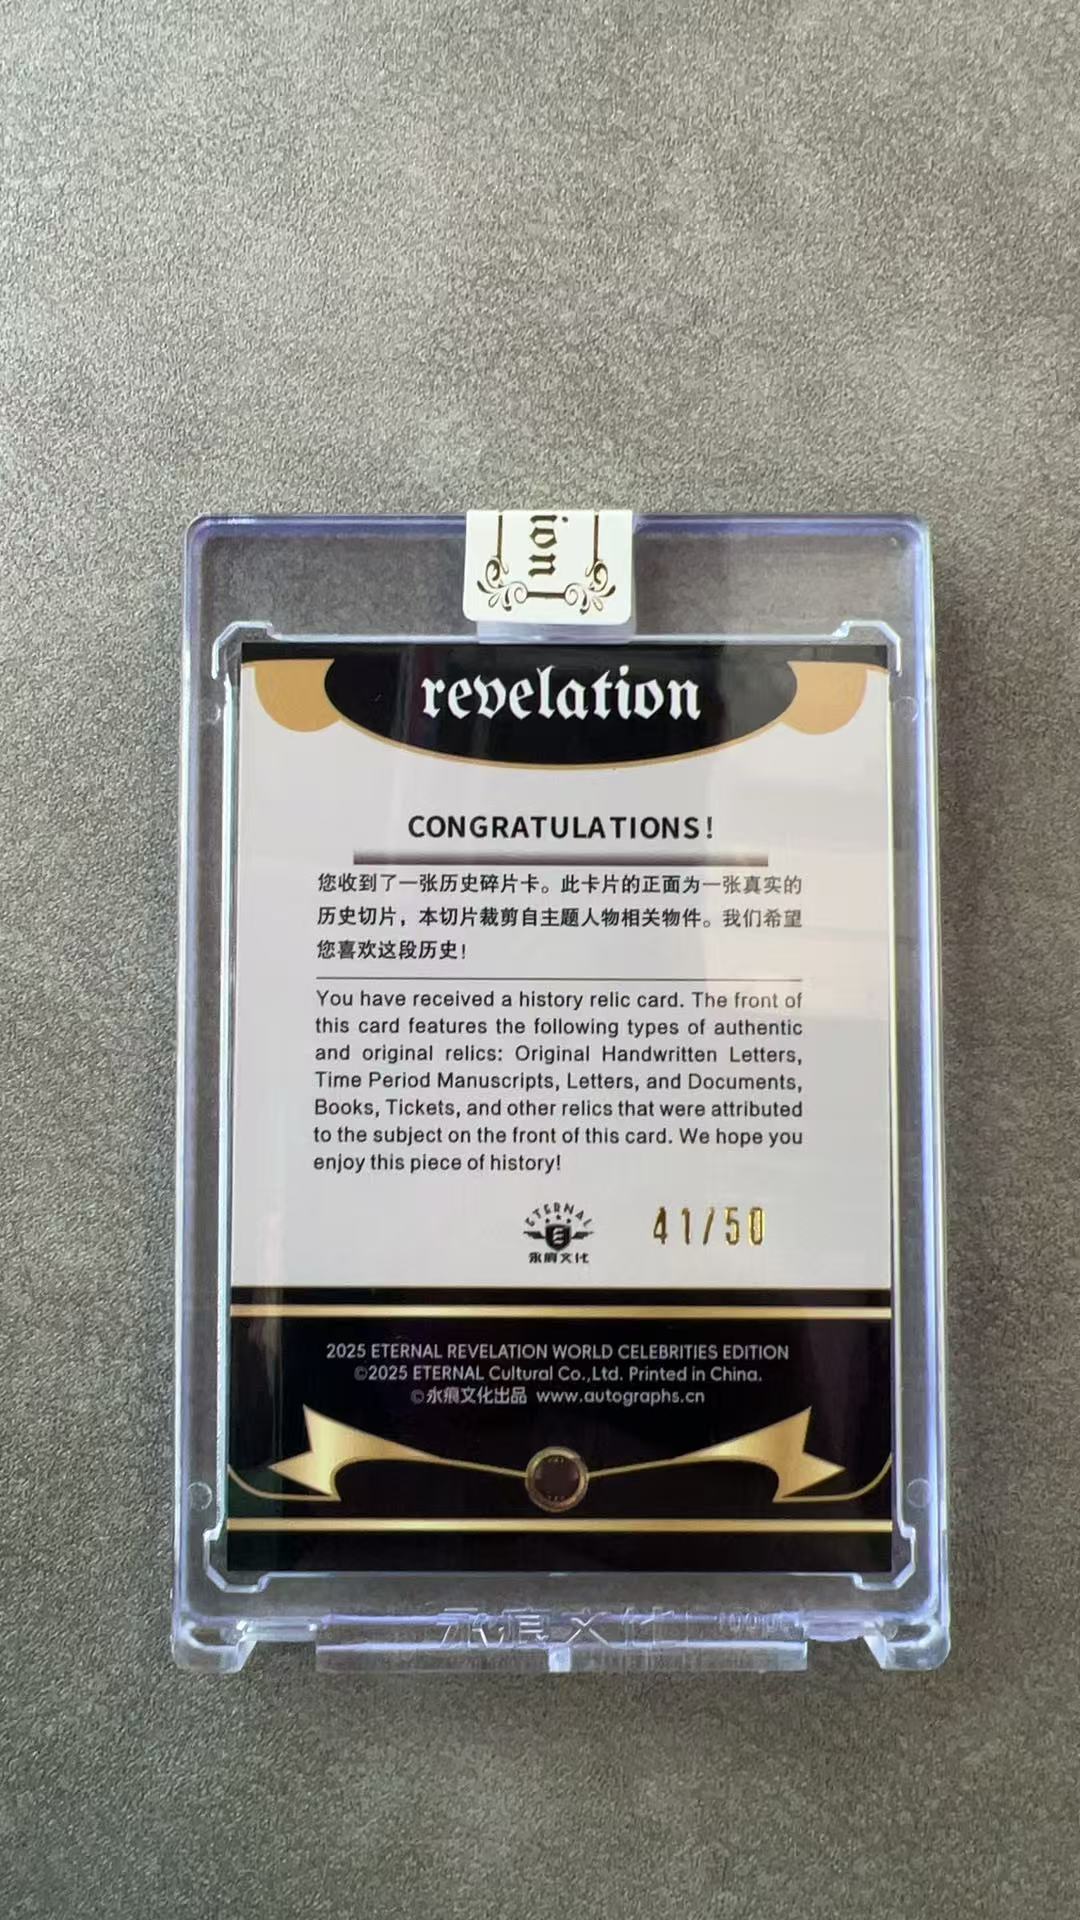 ion
revelation
CONGRATULATIONS!
您收到了一张历史碎片卡。此卡片的正面为一张真实的
历史切片，本切片裁剪自主题人物相关物件。我们希望
您喜欢这段历史!
You have received a history relic card. The front of
this card features the following types of authentic
and original relics: Original Handwritten Letters,
Time Period Manuscripts, Letters, and Documents,
Books, Tickets, and other relics that were attributed
to the subject on the front of this card. We hope you
enjoy this piece of history!
ETERNAL
永痕文化
41/50
2025 ETERNAL REVELATION WORLD CELEBRITIES EDITION
©2025 ETERNAL Cultural Co.,Ltd. Printed in China.
©永痕文化出品 www.autographs.cn
永痕文化